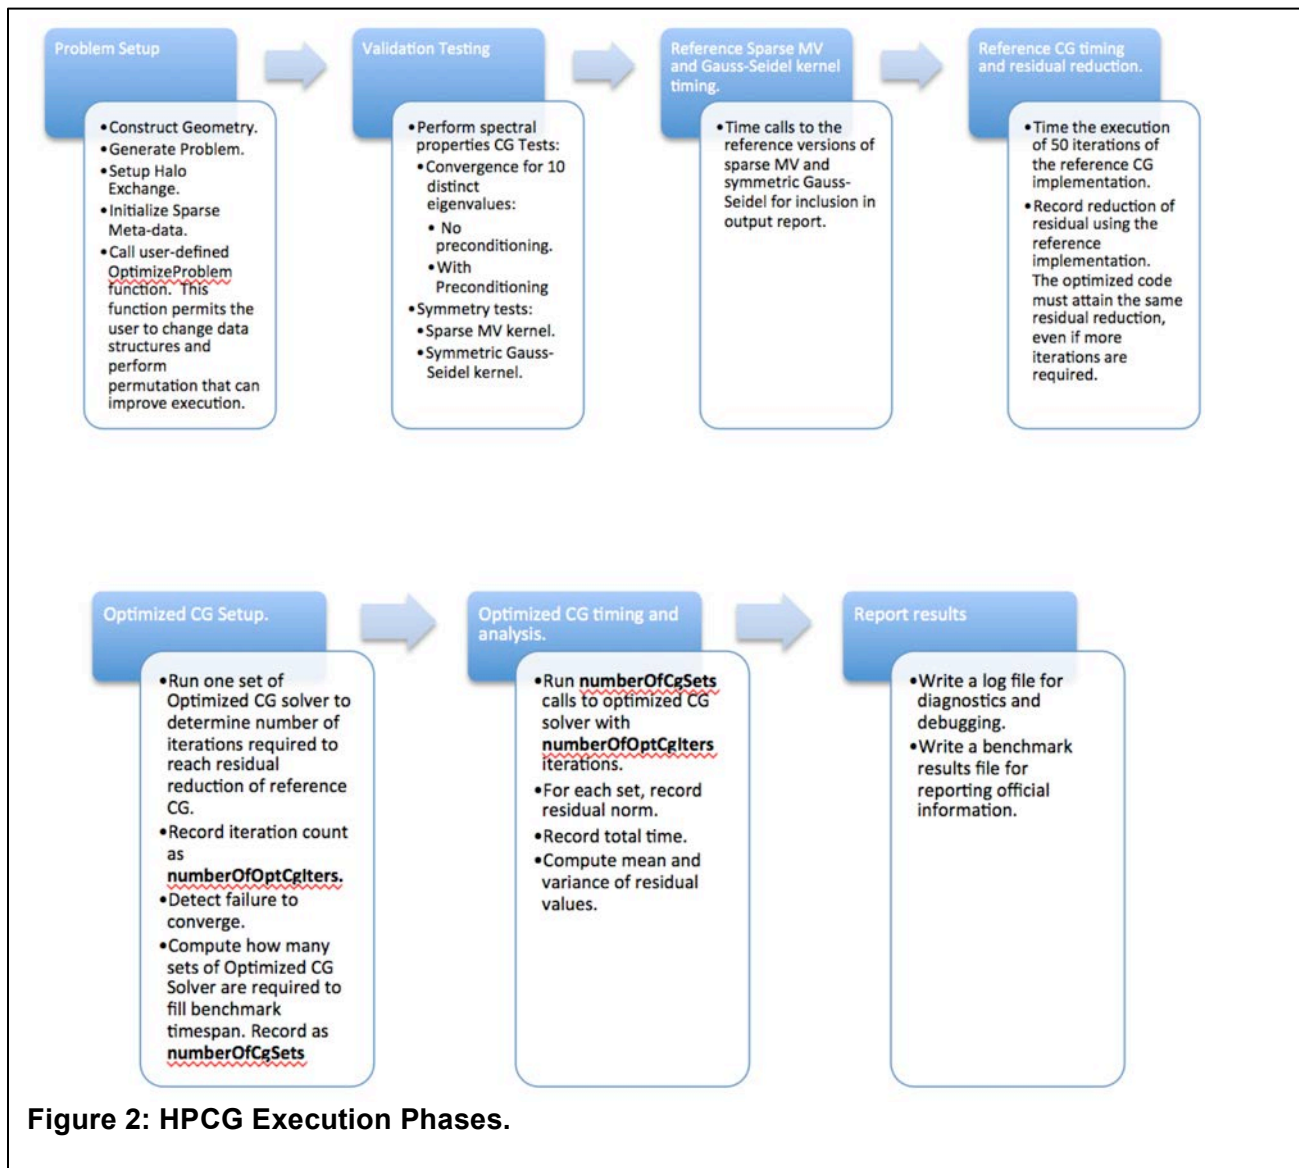 Problem Setup
• Construct Geometry.
• Generate Problem.
• Setup Halo
Exchange.
• Initialize Sparse
Meta-data.
• Call user-defined
OptimizeProblem
function.  This
function permits the
user to change data
structures and
perform
permutation that can
improve execution.
Validation Testing
• Perform spectral
properties CG Tests:
• Convergence for 10
distinct
eigenvalues:
• No
preconditioning.
• With
Preconditioning
• Symmetry tests:
• Sparse MV kernel.
• Symmetric Gauss-
Seidel kernel.
Reference Sparse MV
and Gauss-Seidel kernel
timing.
• Time calls to the
reference versions of
sparse MV and
symmetric Gauss-
Seidel for inclusion in
output report.
Reference CG timing
and residual reduction.
• Time the execution
of 50 iterations of
the reference CG
implementation.
• Record reduction of
residual using the
reference
implementation.
The optimized code
must attain the same
residual reduction,
even if more
iterations are
required.
Optimized CG Setup.
• Run one set of
Optimized CG solver to
determine number of
iterations required to
reach residual
reduction of reference
CG.
• Record iteration count
as
numberOfOptCgIters.
• Detect failure to
converge.
• Compute how many
sets of Optimized CG
Solver are required to
fill benchmark
timespan. Record as
numberOfCgSets
Optimized CG timing and
analysis.
• Run numberOfCgSets
calls to optimized CG
solver with
numberOfOptCgIters
iterations.
• For each set, record
residual norm.
• Record total time.
• Compute mean and
variance of residual
values.
Report results
• Write a log file for
diagnostics and
debugging.
• Write a benchmark
results file for
reporting official
information.
Figure 2: HPCG Execution Phases.